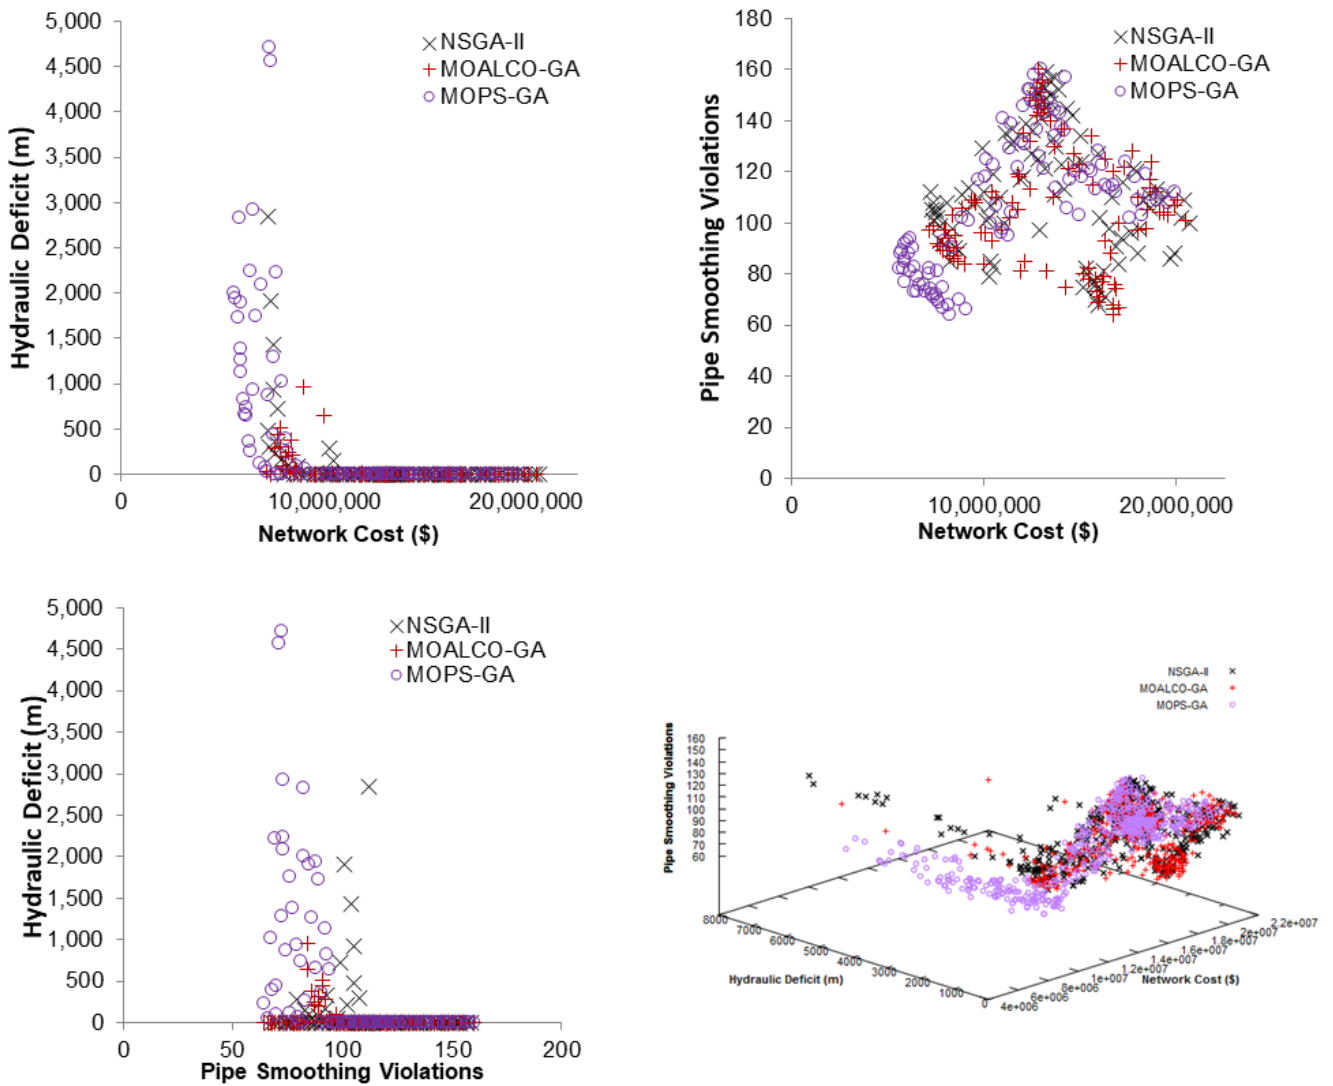 5,000
4,500
4,000
3,500
3,000
2,500
2,000
1,500
1,000
500
0
Hydraulic Deficit (m)
NSGA-II
MOALCO-GA
MOPS-GA
0
10,000,000
20,000,000
Network Cost ($)
180
160
140
120
100
80
60
40
20
0
Pipe Smoothing Violations
NSGA-II
MOALCO-GA
MOPS-GA
0
10,000,000
20,000,000
Network Cost ($)
5,000
4,500
4,000
3,500
3,000
2,500
2,000
1,500
1,000
500
0
Hydraulic Deficit (m)
NSGA-II
MOALCO-GA
MOPS-GA
0
50
100
150
200
Pipe Smoothing Violations
NSGA-II
MOALCO-GA
MOPS-GA
Pipe Smoothing Violations
160
150
140
130
120
110
100
90
80
70
60
8000
7000
6000
5000
4000
3000
2000
1000
0
Hydraulic Deficit (m)
4e+006
6e+006
8e+006
1e+007
1.2e+007
1.4e+007
1.6e+007
1.8e+007
2e+007
2.2e+007
Network Cost ($)